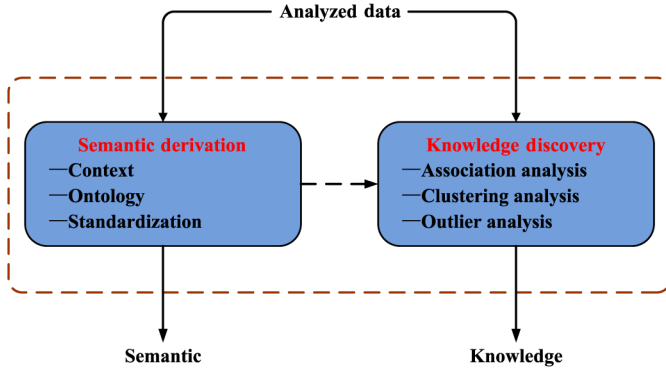 Analyzed data
Semantic derivation
—Context
—Ontology
—Standardization
Knowledge discovery
—Association analysis
—Clustering analysis
—Outlier analysis
Semantic
Knowledge